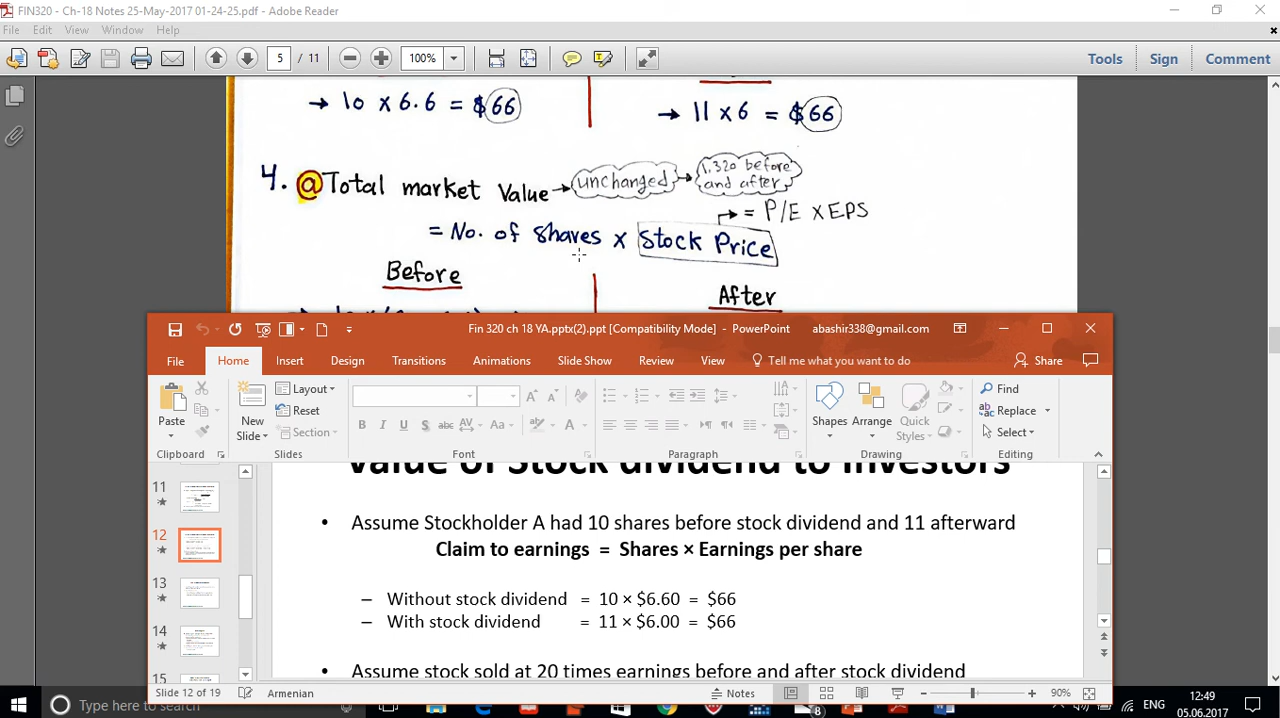 FIN320 - Ch-18 Notes 25-May-2017 01-24-25.pdf - Adobe Reader
File Edit View Window Help
5 / 11 100% Tools Sign Comment
→ 10 x 6.6 = $66
→ 11 x 6 = $66
4. @Total market Value → unchanged → 1.320 before and after
→ = P/E x EPS
= No. of shares x Stock Price
Before
After
Fin 320 ch 18 YA.pptx(2).ppt [Compatibility Mode] - PowerPoint abashir338@gmail.com
File Home Insert Design Transitions Animations Slide Show Review View Tell me what you want to do Share
Paste New Slide Layout Reset Section Shapes Arrange Quick Styles Find Replace Select
Clipboard Slides Font Paragraph Drawing Editing
Value of Stock dividend to Investors
11
12
13
14
15
• Assume Stockholder A had 10 shares before stock dividend and 11 afterward
Claim to earnings = Shares × Earnings per share
– Without stock dividend = 10 × $6.60 = $66
– With stock dividend = 11 × $6.00 = $66
• Assume stock sold at 20 times earnings before and after stock dividend
Slide 12 of 19 Armenian Notes 90%
Type here to search 8 ENG 12:49
05.06.2017